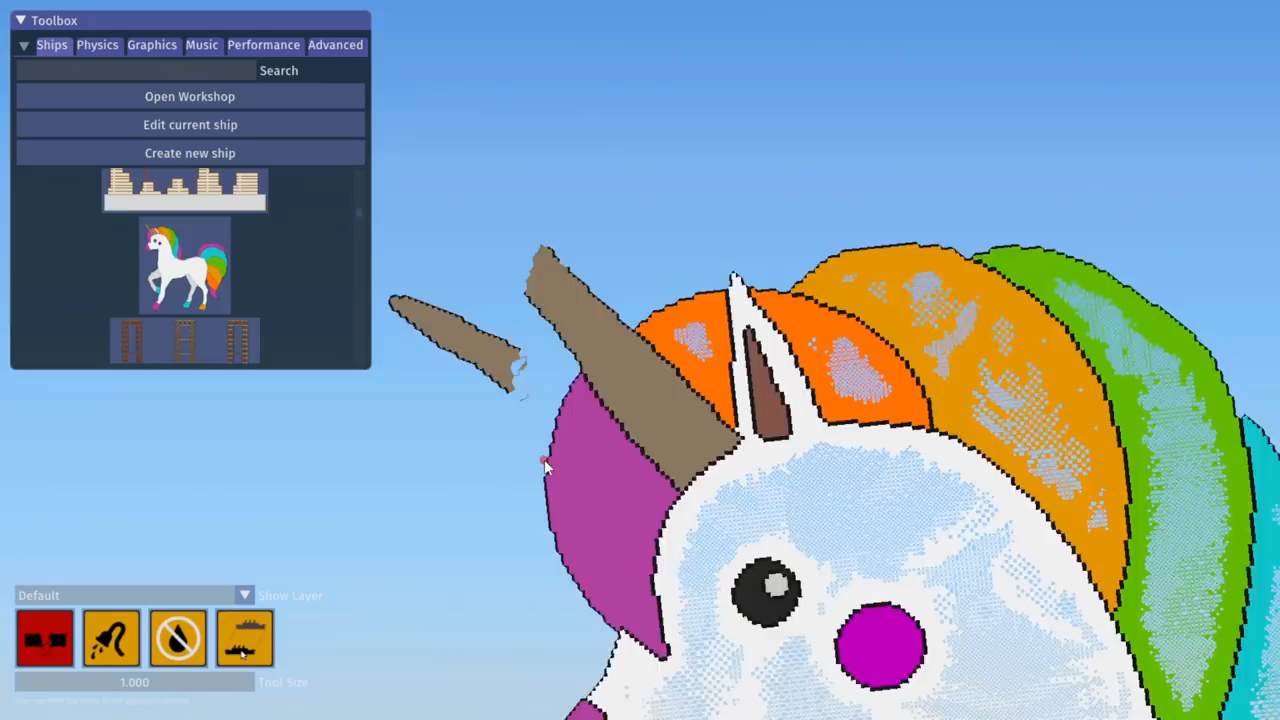 Toolbox
Ships Physics Graphics Music Performance Advanced
Search
Open Workshop
Edit current ship
Create new ship
Default
Show Layer
1.000
Tool Size